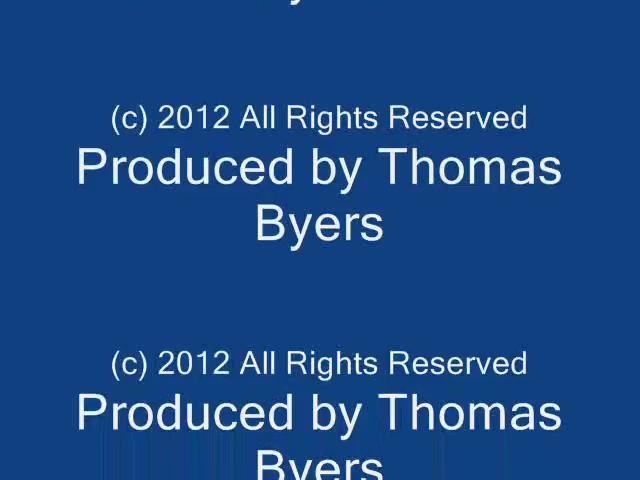 (c) 2012 All Rights Reserved
Produced by Thomas
Byers
(c) 2012 All Rights Reserved
Produced by Thomas
Byers